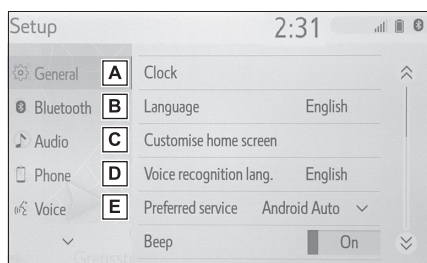 Setup 2:31
General A Clock
Bluetooth B Language English
Audio C Customise home screen
Phone D Voice recognition lang. English
Voice E Preferred service Android Auto
Beep On